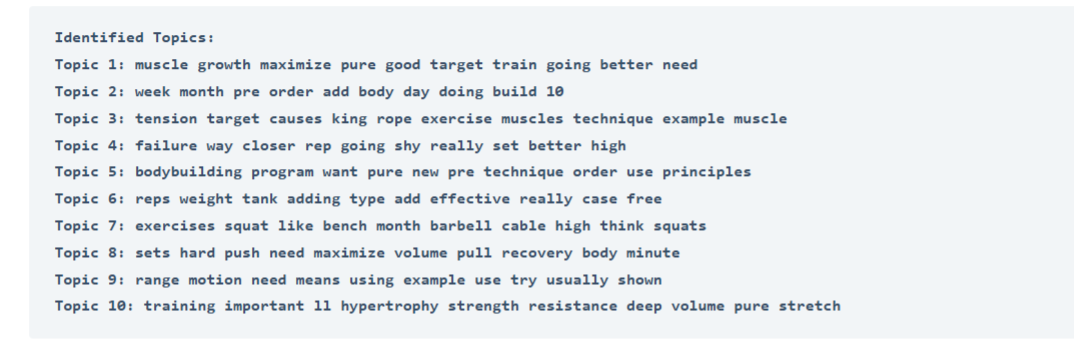 Identified Topics:
Topic 1: muscle growth maximize pure good target train going better need
Topic 2: week month pre order add body day doing build 10
Topic 3: tension target causes king rope exercise muscles technique example muscle
Topic 4: failure way closer rep going shy really set better high
Topic 5: bodybuilding program want pure new pre technique order use principles
Topic 6: reps weight tank adding type add effective really case free
Topic 7: exercises squat like bench month barbell cable high think squats
Topic 8: sets hard push need maximize volume pull recovery body minute
Topic 9: range motion need means using example use try usually shown
Topic 10: training important ll hypertrophy strength resistance deep volume pure stretch